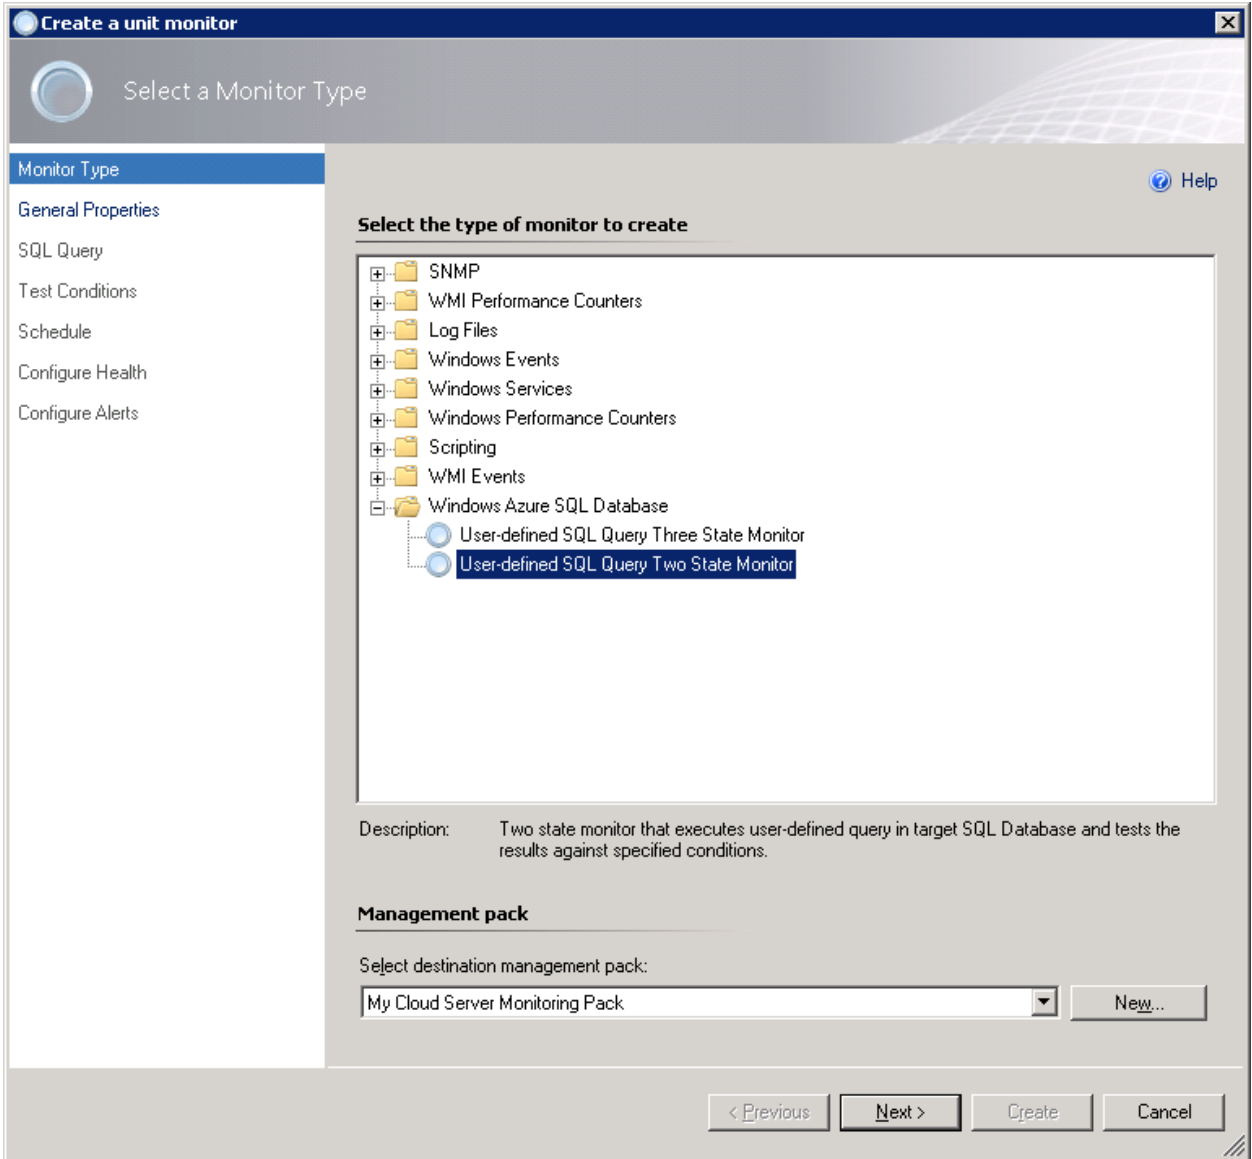 Create a unit monitor
Select a Monitor Type
Monitor Type
General Properties
SQL Query
Test Conditions
Schedule
Configure Health
Configure Alerts
Help
Select the type of monitor to create
SNMP
WMI Performance Counters
Log Files
Windows Events
Windows Services
Windows Performance Counters
Scripting
WMI Events
Windows Azure SQL Database
User-defined SQL Query Three State Monitor
User-defined SQL Query Two State Monitor
Description: Two state monitor that executes user-defined query in target SQL Database and tests the
results against specified conditions.
Management pack
Select destination management pack:
My Cloud Server Monitoring Pack
New...
< Previous
Next >
Create
Cancel